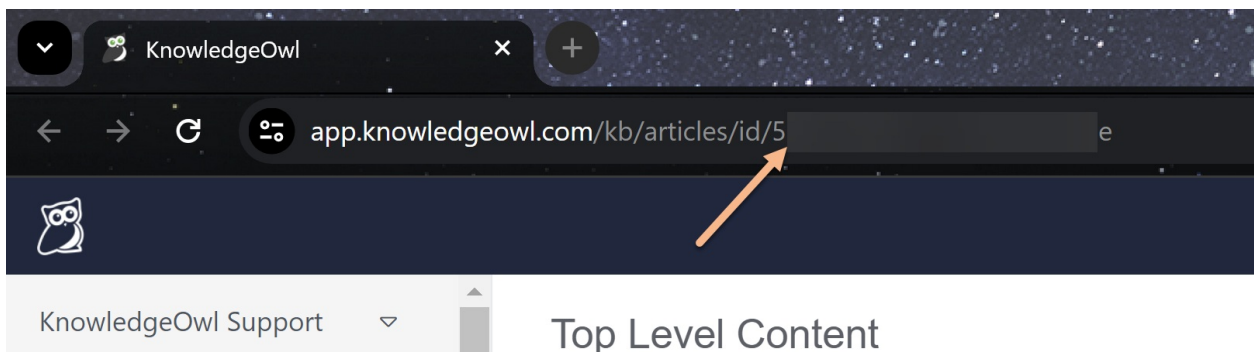 KnowledgeOwl
app.knowledgeowl.com/kb/articles/id/5 e
KnowledgeOwl Support
Top Level Content